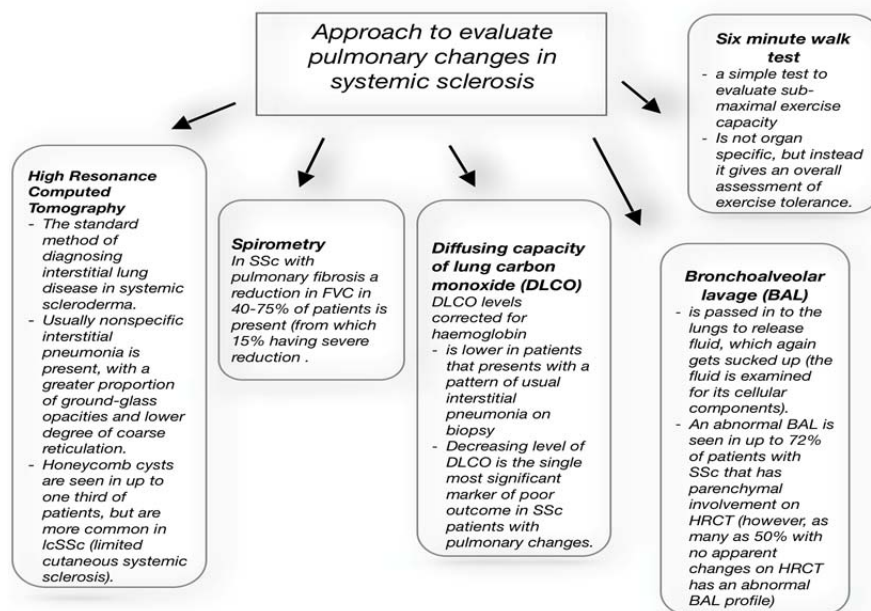 Approach to evaluate
pulmonary changes in
systemic sclerosis
Six minute walk
test
- a simple test to
evaluate sub-
maximal exercise
capacity
- Is not organ
specific, but instead
it gives an overall
assessment of
exercise tolerance.
High Resonance
Computed
Tomography
- The standard
method of
diagnosing
interstitial lung
disease in systemic
scleroderma.
- Usually nonspecific
interstitial
pneumonia is
present, with a
greater proportion
of ground-glass
opacities and lower
degree of coarse
reticulation.
- Honeycomb cysts
are seen in up to
one third of
patients, but are
more common in
lcSSc (limited
cutaneous systemic
sclerosis).
Spirometry
In SSc with
pulmonary fibrosis a
reduction in FVC in
40-75% of patients is
present (from which
15% having severe
reduction .
Diffusing capacity
of lung carbon
monoxide (DLCO)
DLCO levels
corrected for
haemoglobin
- is lower in patients
that presents with a
pattern of usual
interstitial
pneumonia on
biopsy
- Decreasing level of
DLCO is the single
most significant
marker of poor
outcome in SSc
patients with
pulmonary changes.
Bronchoalveolar
lavage (BAL)
- is passed in to the
lungs to release
fluid, which again
gets sucked up (the
fluid is examined
for its cellular
components).
- An abnormal BAL is
seen in up to 72%
of patients with
SSc that has
parenchymal
involvement on
HRCT (however, as
many as 50% with
no apparent
changes on HRCT
has an abnormal
BAL profile)